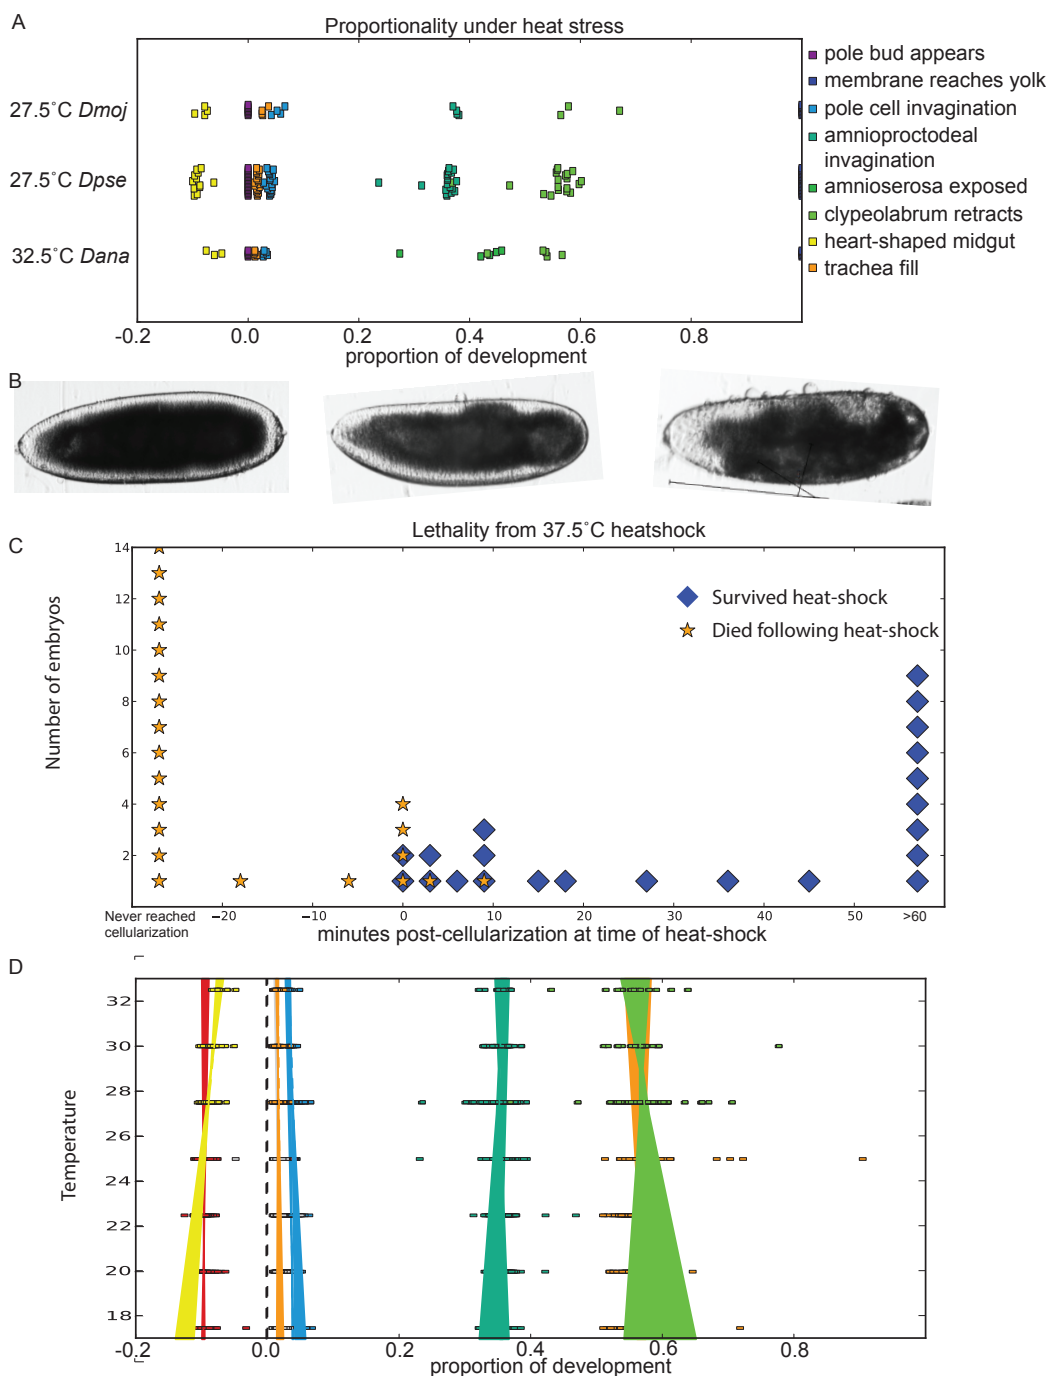 A
Proportionality under heat stress
27.5˚C Dmoj
27.5˚C Dpse
32.5˚C Dana
-0.2 0.0 0.2 0.4 0.6 0.8
proportion of development
pole bud appears
membrane reaches yolk
pole cell invagination
amnioproctodeal
invagination
amnioserosa exposed
clypeolabrum retracts
heart-shaped midgut
trachea fill
B
C
Lethality from 37.5˚C heatshock
Number of embryos
14
12
10
8
6
4
2
Survived heat-shock
Died following heat-shock
Never reached
cellularization
−20 −10 0 10 20 30 40 50 >60
minutes post-cellularization at time of heat-shock
D
Temperature
32
30
28
26
24
22
20
18
-0.2 0.0 0.2 0.4 0.6 0.8
proportion of development